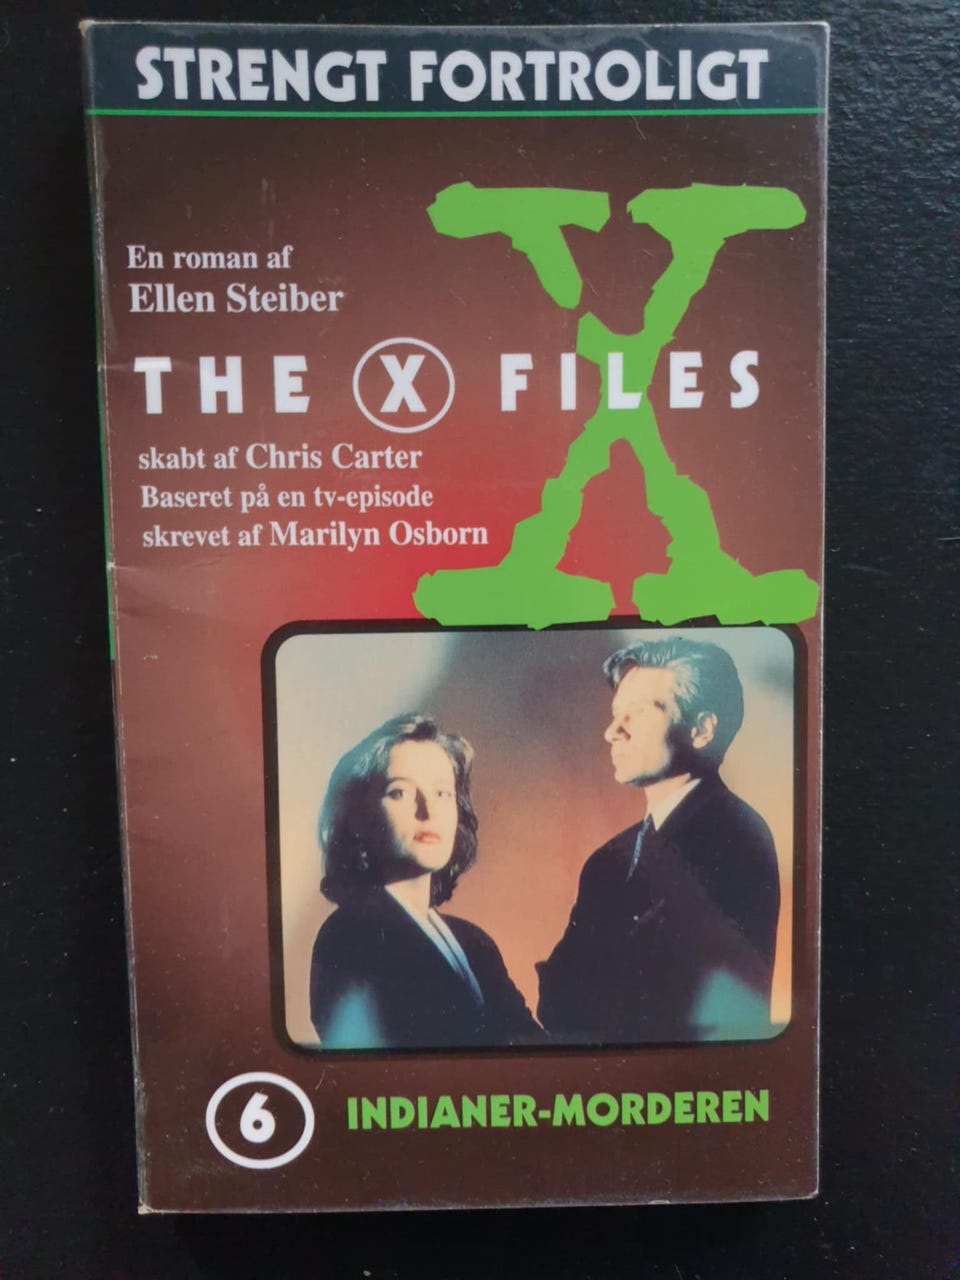 STRENGT FORTROLIGT
En roman af
Ellen Steiber
THE X FILES
skabt af Chris Carter
Baseret på en tv-episode
skrevet af Marilyn Osborn
6 INDIANER-MORDEREN